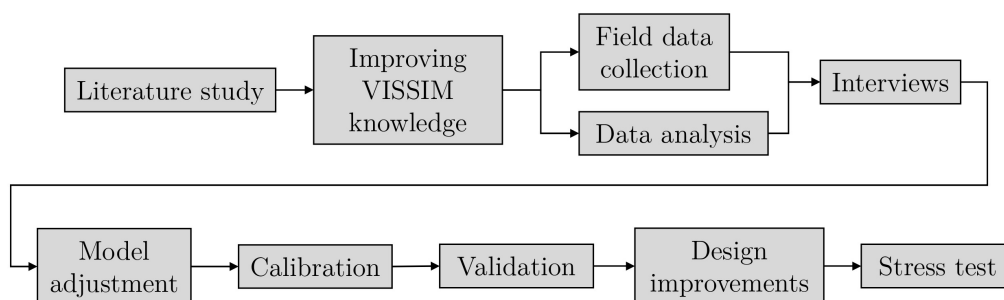 Literature study
Improving
VISSIM
knowledge
Field data
collection
Data analysis
Interviews
Model
adjustment
Calibration
Validation
Design
improvements
Stress test